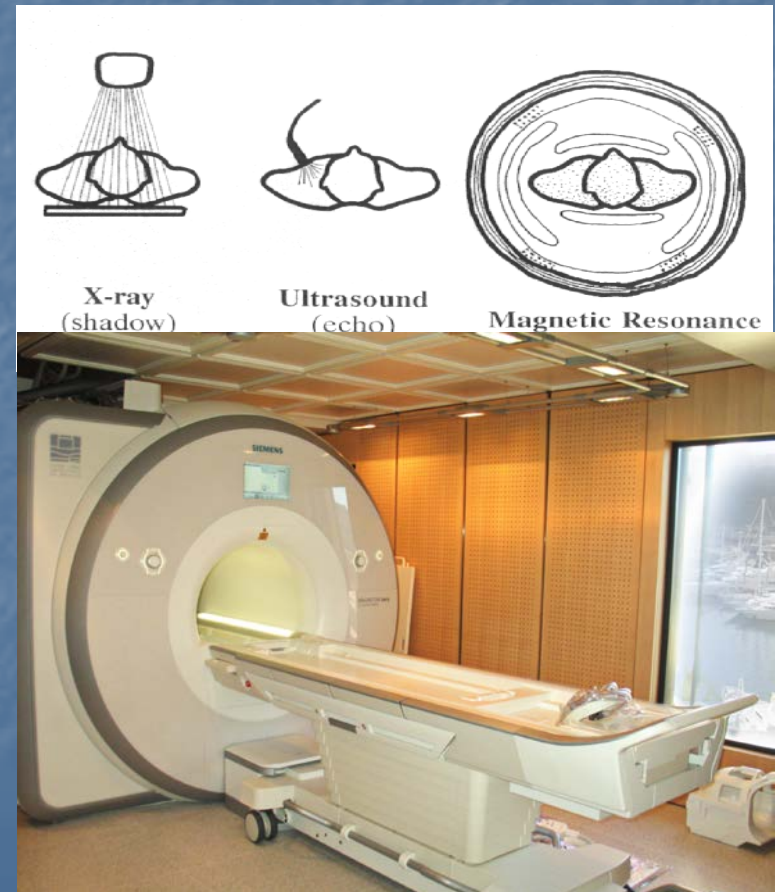 X-ray
(shadow)
Ultrasound
(echo)
Magnetic Resonance
SIEMENS